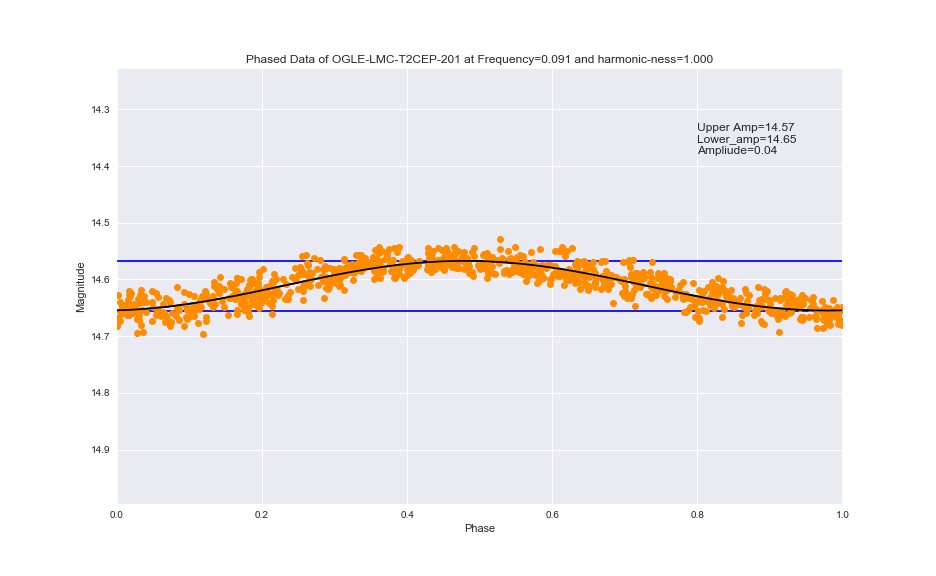 Phased Data of OGLE-LMC-T2CEP-201 at Frequency=0.091 and harmonic-ness=1.000
Upper Amp=14.57
Lower_amp=14.65
Ampliude=0.04
14.3
14.4
14.5
14.6
14.7
14.8
14.9
Magnitude
0.0 0.2 0.4 0.6 0.8 1.0
Phase